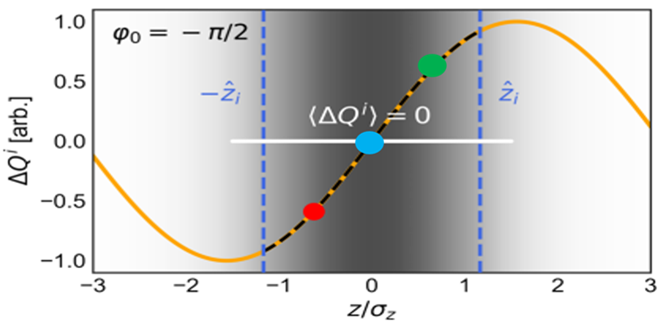 1.0
φ₀ = − π/2
0.5
−ẑᵢ
ẑᵢ
⟨ΔQⁱ⟩ = 0
0.0
ΔQⁱ [arb.]
−0.5
−1.0
−3 −2 −1 0 1 2 3
z/σ_z